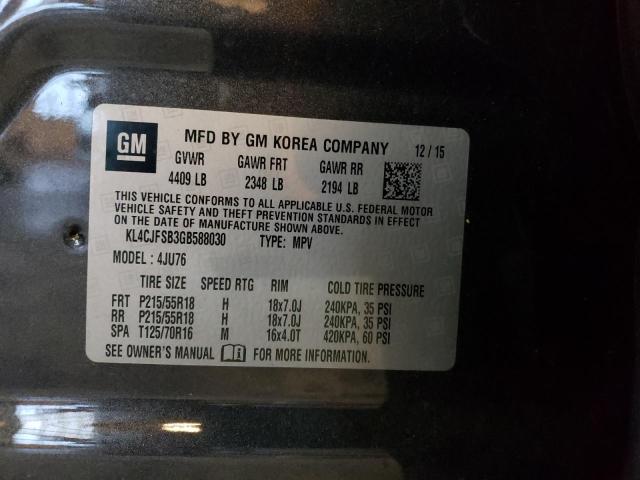 GM MFD BY GM KOREA COMPANY 12 / 15
GVWR GAWR FRT GAWR RR
4409 LB 2348 LB 2194 LB
THIS VEHICLE CONFORMS TO ALL APPLICABLE U.S. FEDERAL MOTOR
VEHICLE SAFETY AND THEFT PREVENTION STANDARDS IN EFFECT
ON THE DATE OF MANUFACTURE SHOWN ABOVE.
KL4CJFSB3GB588030 TYPE: MPV
MODEL : 4JU76
TIRE SIZE SPEED RTG RIM COLD TIRE PRESSURE
FRT P215/55R18 H 18x7.0J 240KPA, 35 PSI
RR P215/55R18 H 18x7.0J 240KPA, 35 PSI
SPA T125/70R16 M 16x4.0T 420KPA, 60 PSI
SEE OWNER'S MANUAL FOR MORE INFORMATION.